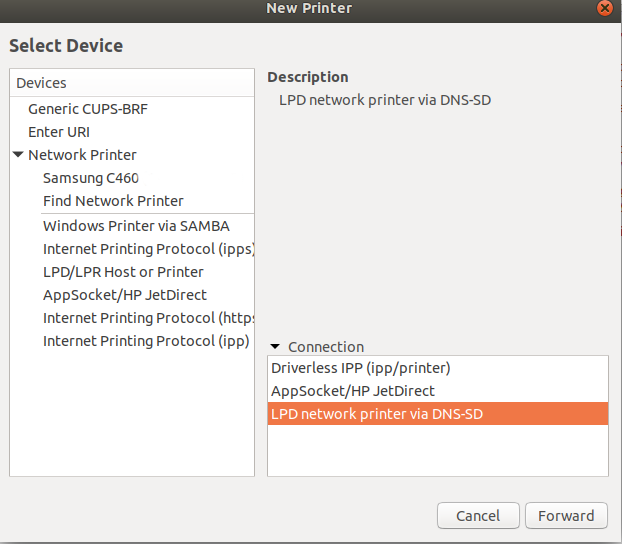 New Printer
Select Device
Devices
Generic CUPS-BRF
Enter URI
Network Printer
Samsung C460
Find Network Printer
Windows Printer via SAMBA
Internet Printing Protocol (ipps)
LPD/LPR Host or Printer
AppSocket/HP JetDirect
Internet Printing Protocol (https
Internet Printing Protocol (ipp)
Description
LPD network printer via DNS-SD
Connection
Driverless IPP (ipp/printer)
AppSocket/HP JetDirect
LPD network printer via DNS-SD
Cancel
Forward